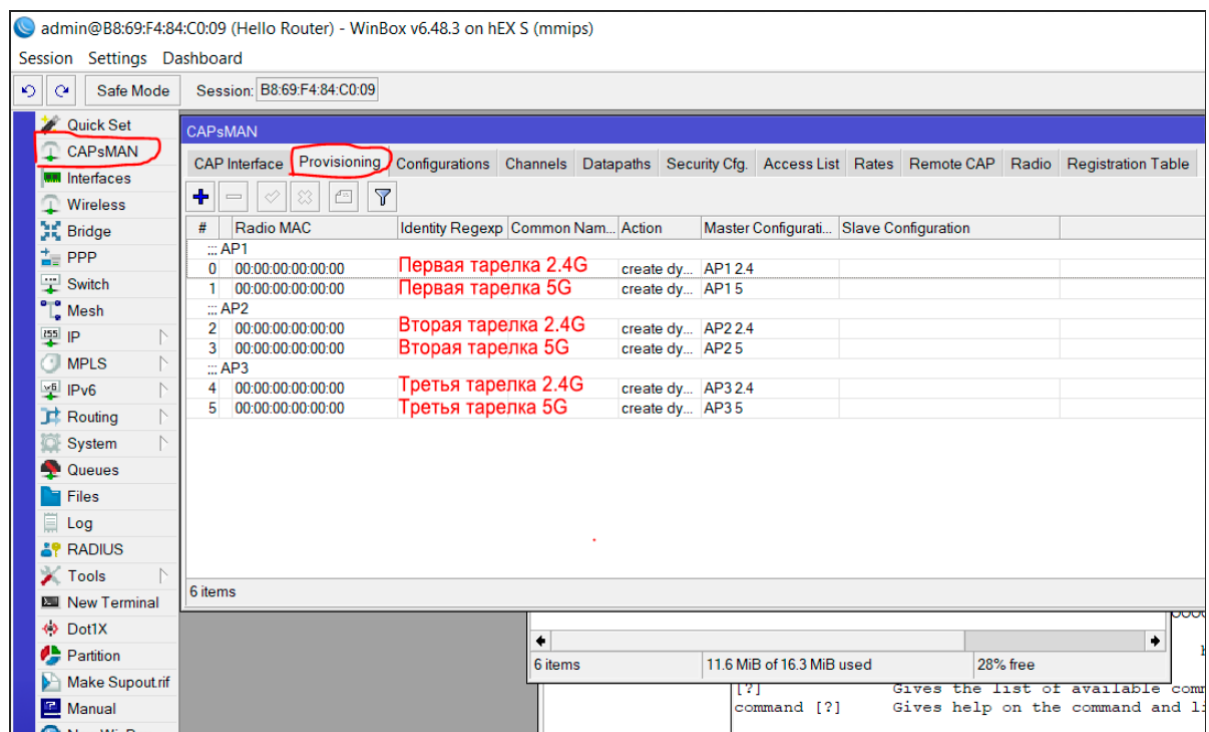 admin@B8:69:F4:84:C0:09 (Hello Router) - WinBox v6.48.3 on hEX S (mmips)
Session Settings Dashboard
Safe Mode Session: B8:69:F4:84:C0:09
Quick Set
CAPsMAN
Interfaces
Wireless
Bridge
PPP
Switch
Mesh
IP
MPLS
IPv6
Routing
System
Queues
Files
Log
RADIUS
Tools
New Terminal
Dot1X
Partition
Make Supout.rif
Manual
CAPsMAN
CAP Interface Provisioning Configurations Channels Datapaths Security Cfg. Access List Rates Remote CAP Radio Registration Table
# Radio MAC Identity Regexp Common Nam... Action Master Configurati... Slave Configuration
::: AP1
0 00:00:00:00:00:00 Первая тарелка 2.4G create dy... AP1 2.4
1 00:00:00:00:00:00 Первая тарелка 5G create dy... AP1 5
::: AP2
2 00:00:00:00:00:00 Вторая тарелка 2.4G create dy... AP2 2.4
3 00:00:00:00:00:00 Вторая тарелка 5G create dy... AP2 5
::: AP3
4 00:00:00:00:00:00 Третья тарелка 2.4G create dy... AP3 2.4
5 00:00:00:00:00:00 Третья тарелка 5G create dy... AP3 5
6 items
6 items 11.6 MiB of 16.3 MiB used 28% free
[?] Gives the list of available
command [?] Gives help on the command and